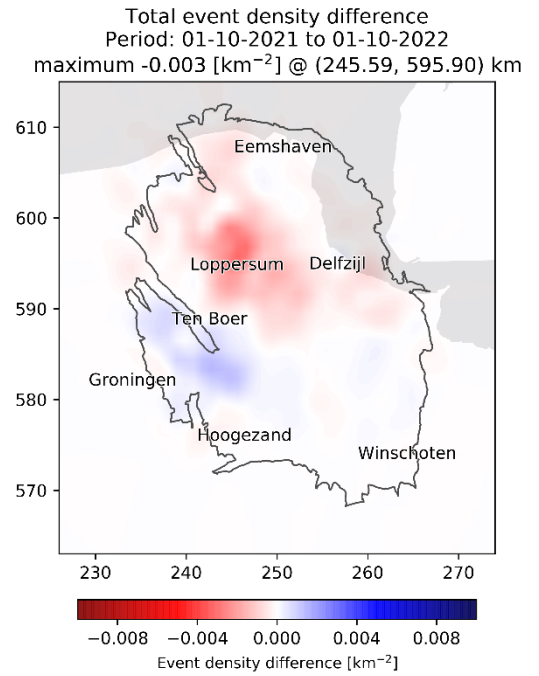 Total event density difference
Period: 01-10-2021 to 01-10-2022
maximum -0.003 [km⁻²] @ (245.59, 595.90) km
610
Eemshaven
600
Loppersum
Delfzijl
590
Ten Boer
Groningen
580
Hoogezand
Winschoten
570
230 240 250 260 270
−0.008 −0.004 0.000 0.004 0.008
Event density difference [km⁻²]